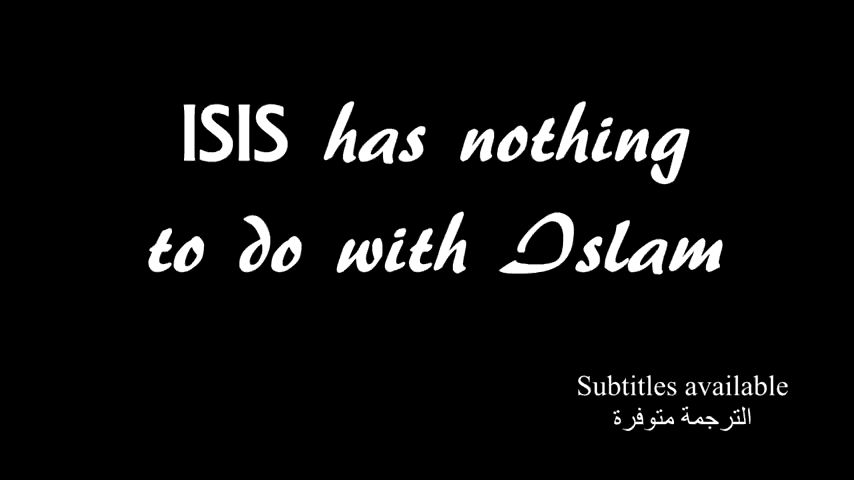 ISIS has nothing
to do with Islam
Subtitles available
الترجمة متوفرة